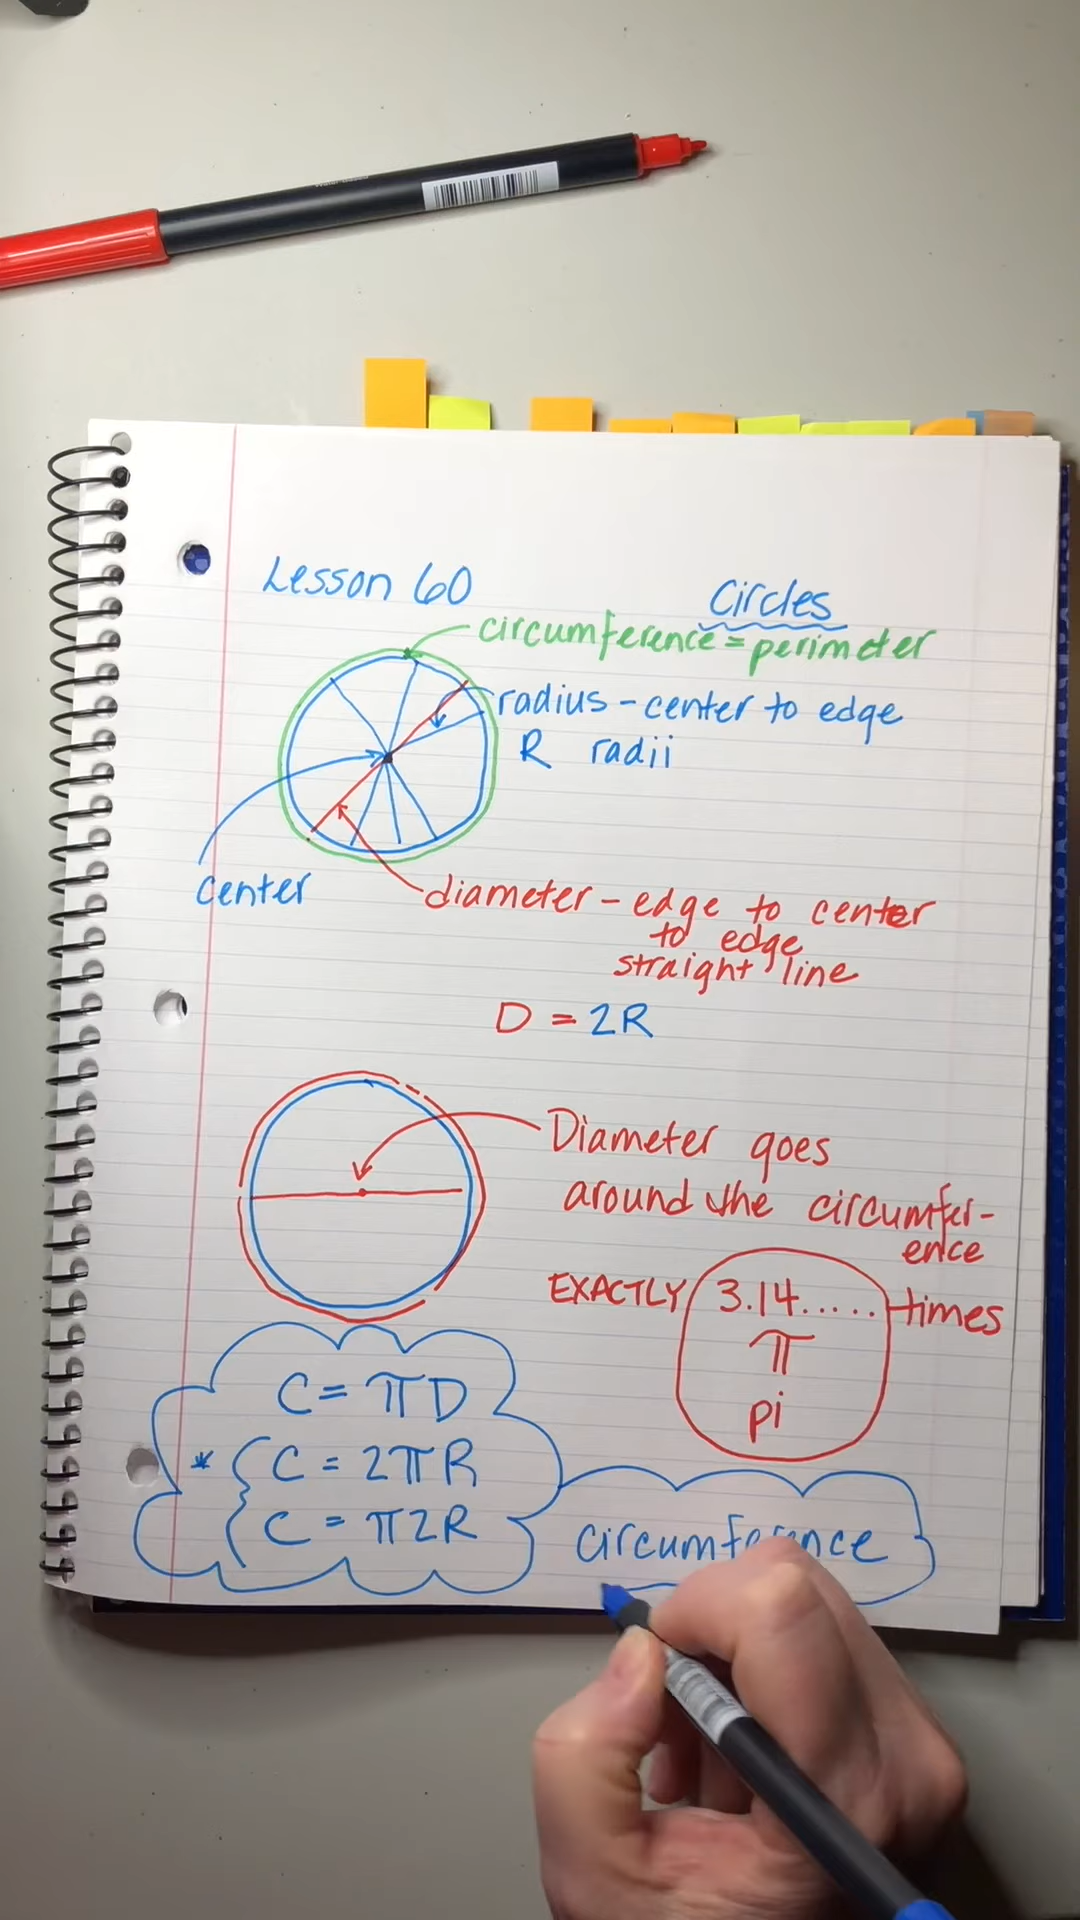 Lesson 60
Circles
circumference = perimeter
radius - center to edge
R radii
center
diameter - edge to center
to edge
straight line
D = 2R
Diameter goes
around the circumfer-
ence
EXACTLY 3.14..... times
π
pi
C = πD
* C = 2πR
C = π2R
circumference